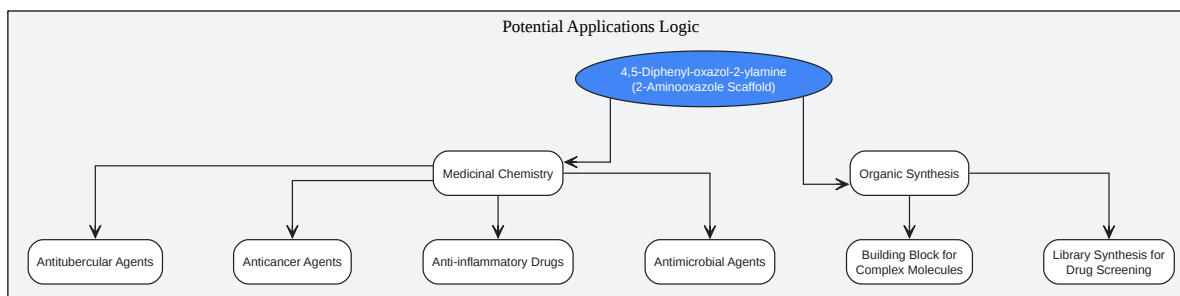 Potential Applications Logic
4,5-Diphenyl-oxazol-2-ylamine
(2-Aminooxazole Scaffold)
Medicinal Chemistry
Organic Synthesis
Antitubercular Agents
Anticancer Agents
Anti-inflammatory Drugs
Antimicrobial Agents
Building Block for
Complex Molecules
Library Synthesis for
Drug Screening